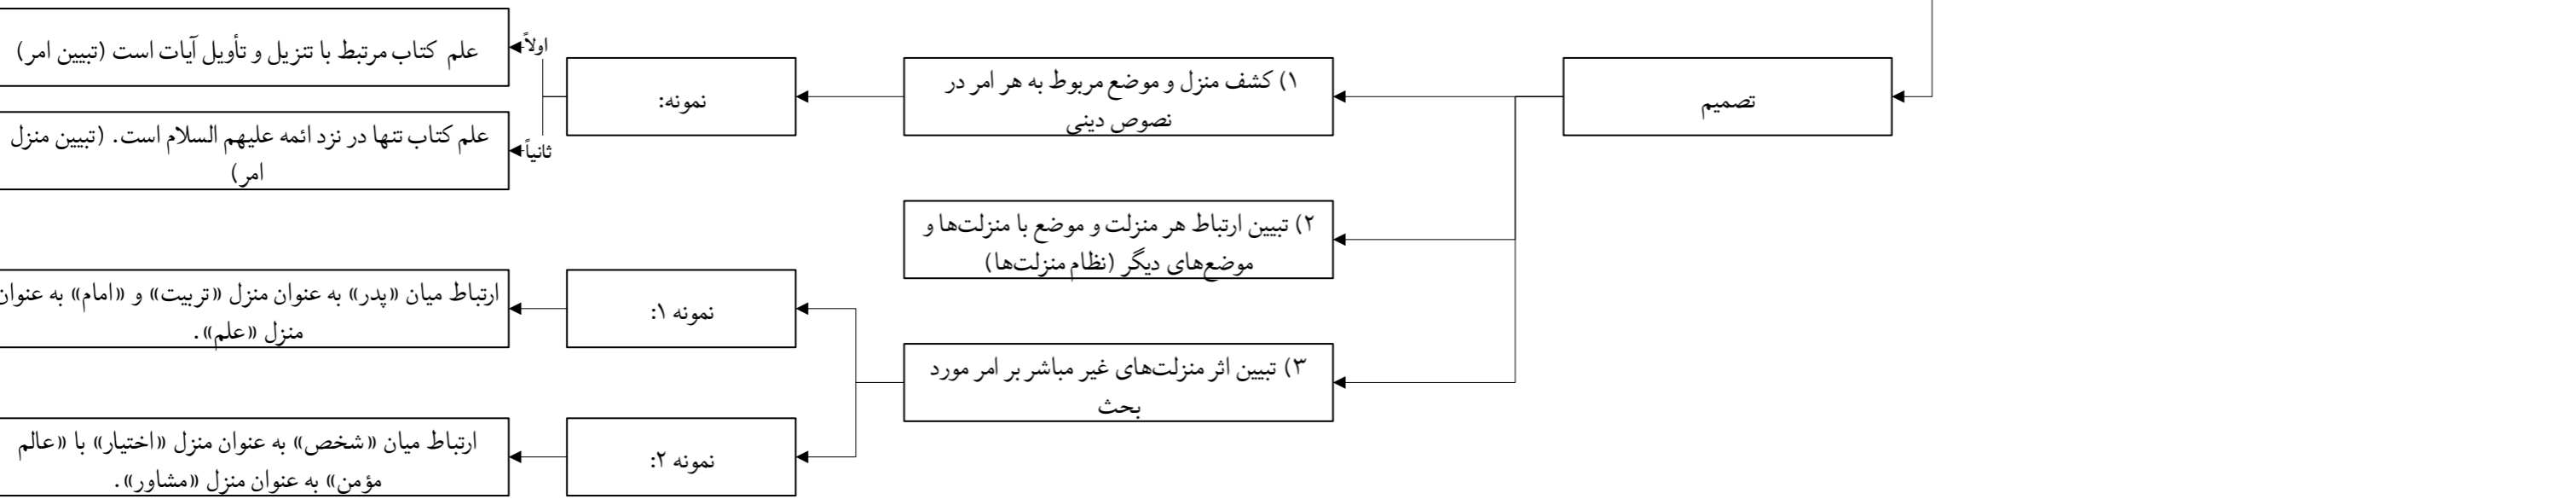 تصمیم
۱) کشف منزل و موضع مربوط به هر امر در
نصوص دینی
نمونه:
اولاً
علم کتاب مرتبط با تنزیل و تأویل آیات است (تبیین امر)
ثانیاً
علم کتاب تنها در نزد ائمه علیهم السلام است. (تبیین منزل
امر)
۲) تبیین ارتباط هر منزلت و موضع با منزلت‌ها و
موضع‌های دیگر (نظام منزلت‌ها)
۳) تبیین اثر منزلت‌های غیر مباشر بر امر مورد
بحث
نمونه ۱:
ارتباط میان «پدر» به عنوان منزل «تربیت» و «امام» به عنوان
منزل «علم».
نمونه ۲:
ارتباط میان «شخص» به عنوان منزل «اختیار» با «عالم
مؤمن» به عنوان منزل «مشاور».